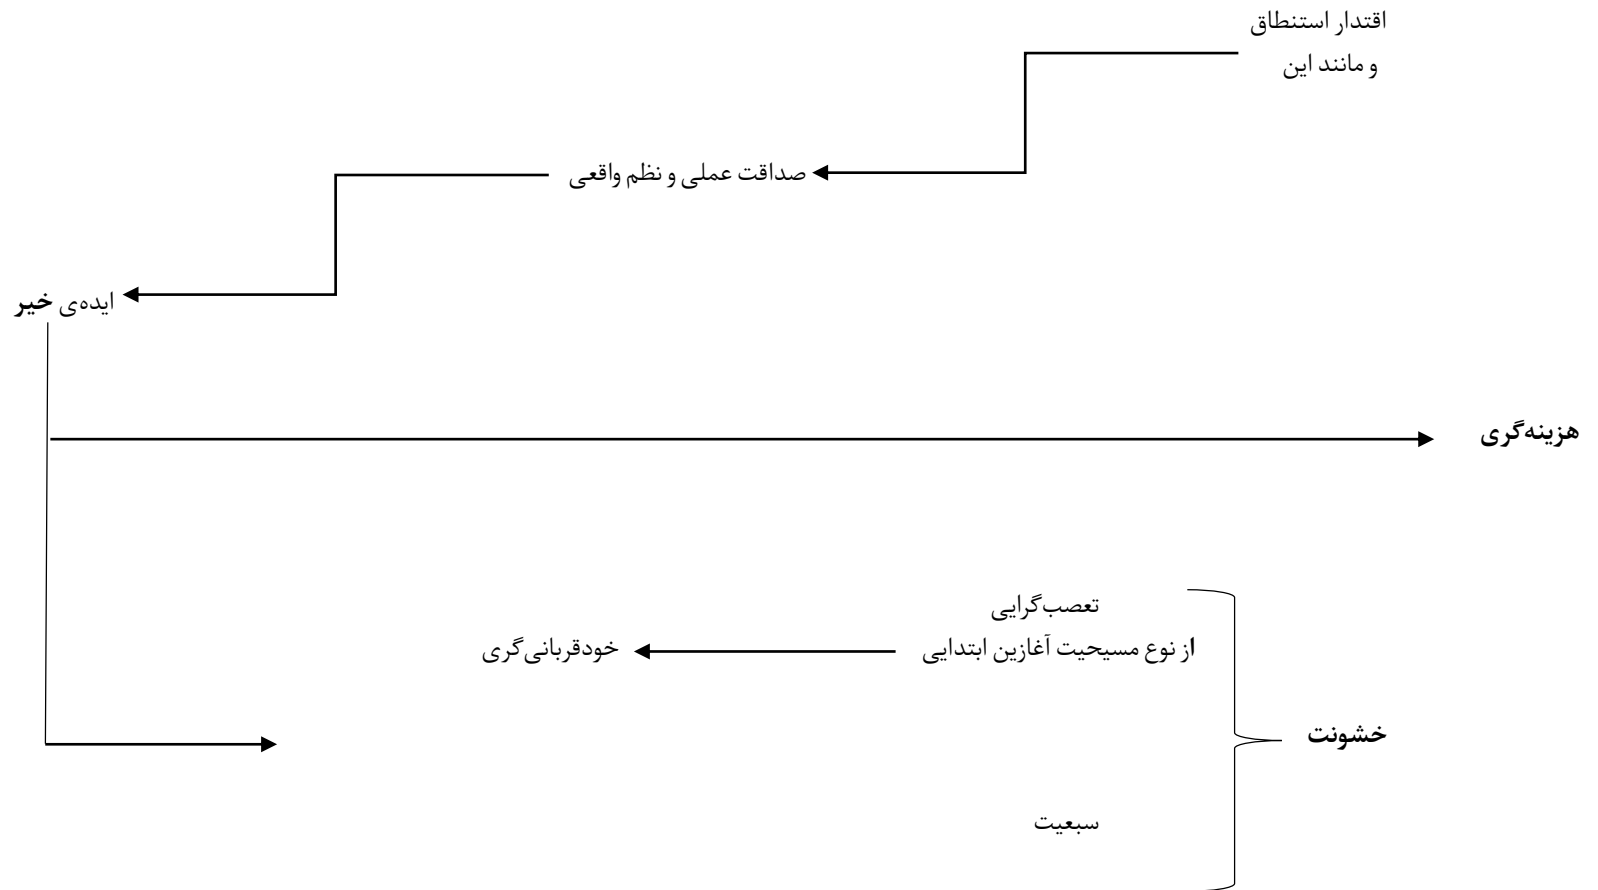 اقتدار استنطاق
و مانند این
صداقت عملی و نظم واقعی
ایده‌ی خیر
هزینه‌گری
تعصب‌گرایی
از نوع مسیحیت آغازین ابتدایی
خودقربانی‌گری
خشونت
سبعیت